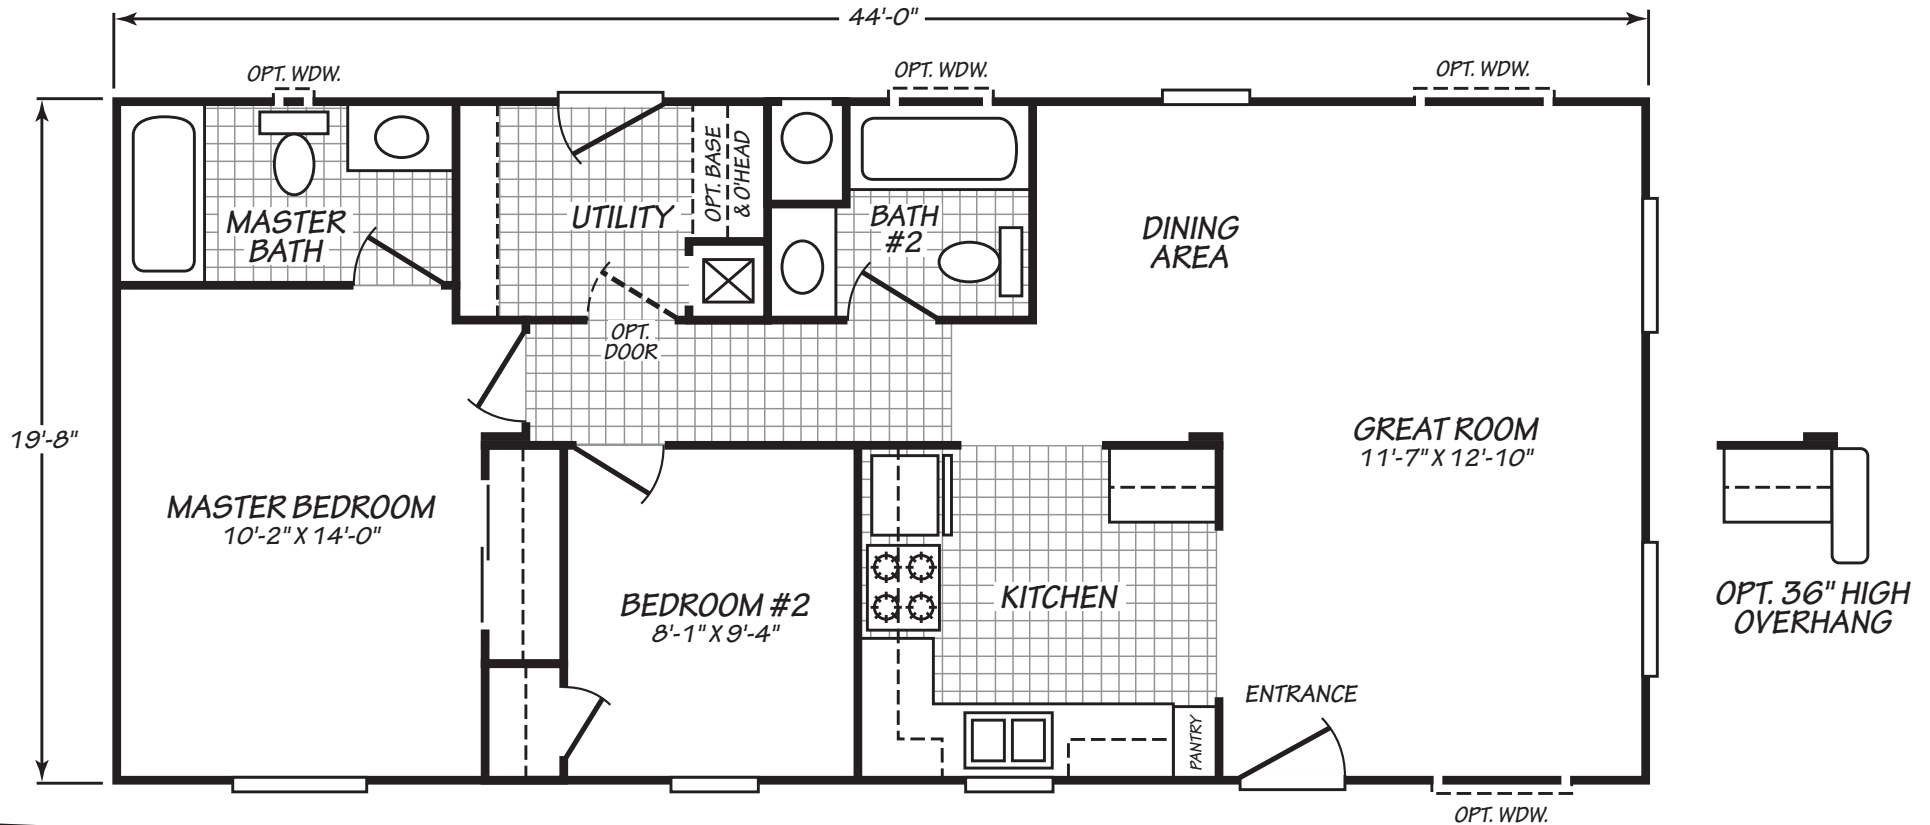 44'-0"
OPT. WDW.
OPT. WDW.
OPT. WDW.
OPT. BASE
& O'HEAD
MASTER
BATH
UTILITY
BATH
#2
DINING
AREA
OPT.
DOOR
19'-8"
GREAT ROOM
11'-7" X 12'-10"
MASTER BEDROOM
10'-2" X 14'-0"
BEDROOM #2
8'-1" X 9'-4"
KITCHEN
OPT. 36" HIGH
OVERHANG
ENTRANCE
PANTRY
OPT. WDW.